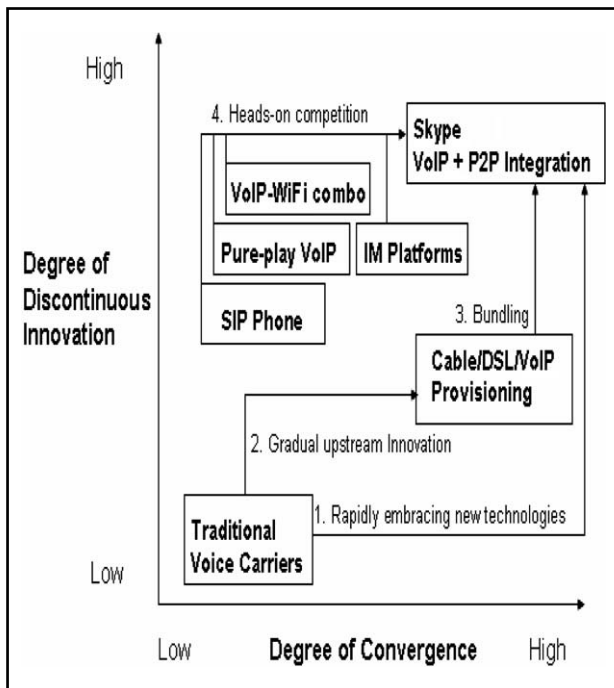 High
4. Heads-on competition
Skype
VoIP + P2P Integration
VoIP-WiFi combo
Pure-play VoIP
IM Platforms
Degree of
Discontinuous
Innovation
SIP Phone
3. Bundling
Cable/DSL/VoIP
Provisioning
2. Gradual upstream Innovation
1. Rapidly embracing new technologies
Traditional
Voice Carriers
Low
Low
Degree of Convergence
High